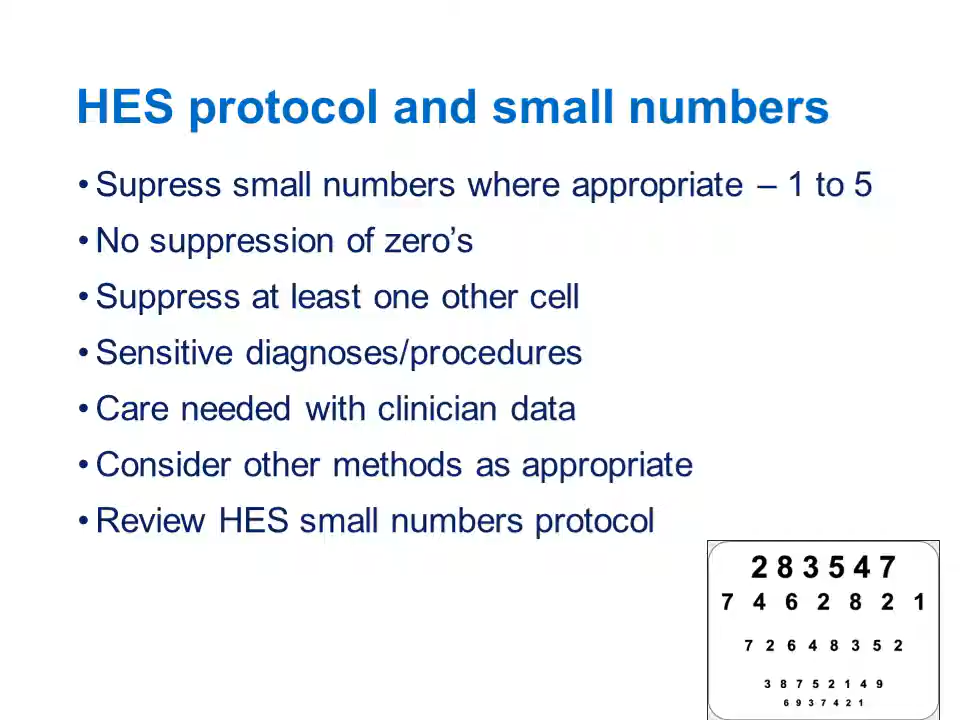 HES protocol and small numbers
• Supress small numbers where appropriate – 1 to 5
• No suppression of zero’s
• Suppress at least one other cell
• Sensitive diagnoses/procedures
• Care needed with clinician data
• Consider other methods as appropriate
• Review HES small numbers protocol
2 8 3 5 4 7
7 4 6 2 8 2 1
7 2 6 4 8 3 5 2
3 8 7 5 2 1 4 9
6 9 3 7 4 2 1